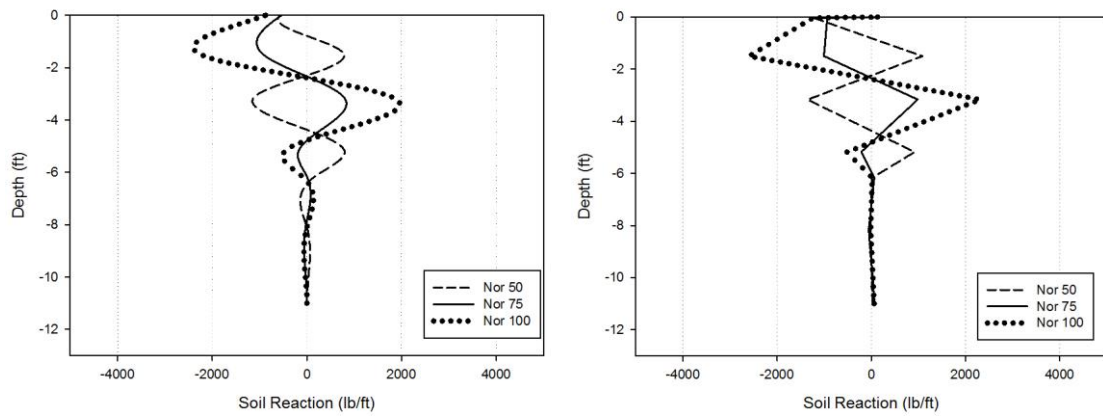 0
-2
-4
-6
-8
-10
-12
Depth (ft)
-4000 -2000 0 2000 4000
Soil Reaction (lb/ft)
Nor 50
Nor 75
Nor 100
0
-2
-4
-6
-8
-10
-12
Depth (ft)
-4000 -2000 0 2000 4000
Soil Reaction (lb/ft)
Nor 50
Nor 75
Nor 100